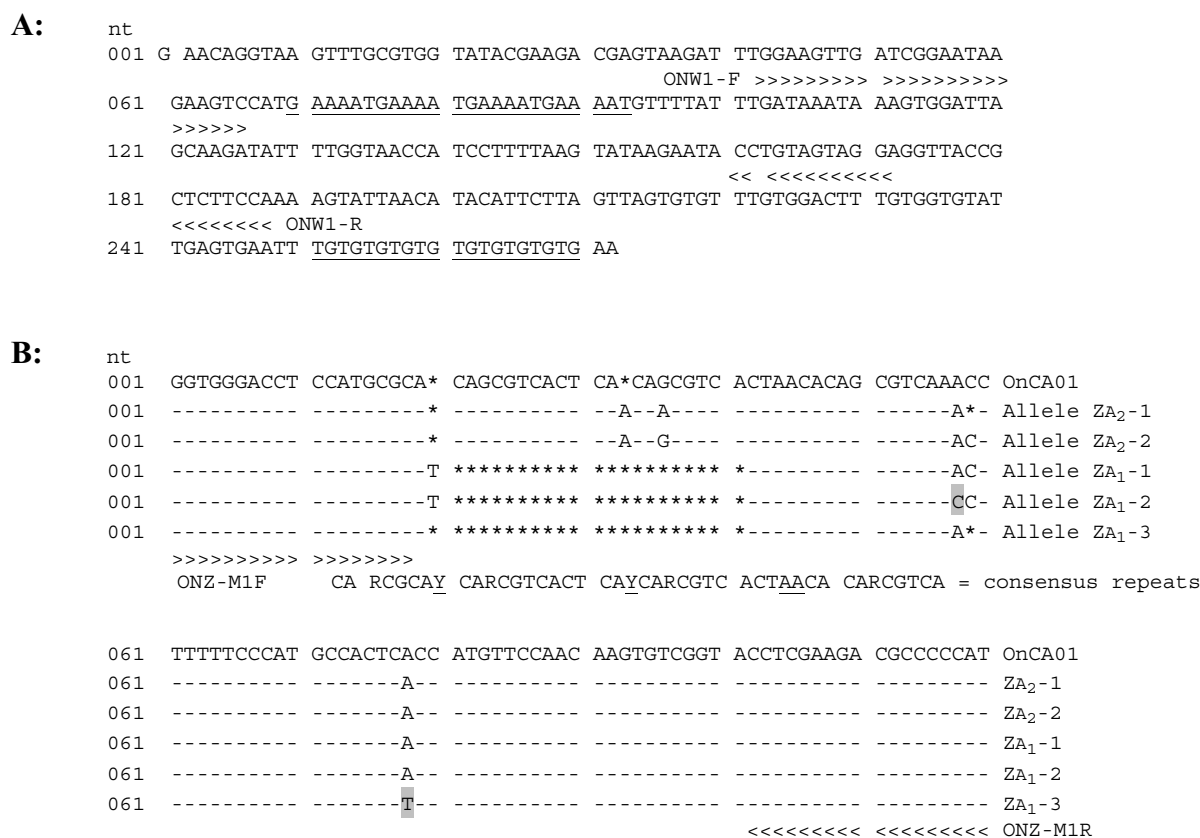 A:
nt
001 G AACAGGTAA GTTTGCGTGG TATACGAAGA CGAGTAAGAT TTGGAAGTTG ATCGGAATAA
ONW1-F >>>>>>>>> >>>>>>>>>>
061 GAAGTCCATG AAAATGAAAA TGAAAATGAA AATGTTTTAT TTGATAAATA AAGTGGATTA
>>>>>>
121 GCAAGATATT TTGGTAACCA TCCTTTTAAG TATAAGAATA CCTGTAGTAG GAGGTTACCG
<< <<<<<<<<<<
181 CTCTTCCAAA AGTATTAACA TACATTCTTA GTTAGTGTGT TTGTGGACTT TGTGGTGTAT
<<<<<<<< ONW1-R
241 TGAGTGAATT TGTGTGTGTG TGTGTGTGTG AA
B:
nt
001 GGTGGGACCT CCATGCGCA* CAGCGTCACT CA*CAGCGTC ACTAACACAG CGTCAAACC OnCA01
001 ---------- ---------* ---------- --A--A---- ---------- -------A*- Allele ZA2-1
001 ---------- ---------* ---------- --A--G---- ---------- -------AC- Allele ZA2-2
001 ---------- ---------T ********** ********** *--------- -------AC- Allele ZA1-1
001 ---------- ---------T ********** ********** *--------- -------CC- Allele ZA1-2
001 ---------- ---------* ********** ********** *--------- -------A*- Allele ZA1-3
>>>>>>>>>> >>>>>>>>
ONZ-M1F CA RCGCAY CARCGTCACT CAYCARCGTC ACTAACA CARCGTCA = consensus repeats
061 TTTTTCCCAT GCCACTCACC ATGTTCCAAC AAGTGTCGGT ACCTCGAAGA CGCCCCCAT OnCA01
061 ---------- -------A-- ---------- ---------- ---------- --------- ZA2-1
061 ---------- -------A-- ---------- ---------- ---------- --------- ZA2-2
061 ---------- -------A-- ---------- ---------- ---------- --------- ZA1-1
061 ---------- -------A-- ---------- ---------- ---------- --------- ZA1-2
061 ---------- -------T-- ---------- ---------- ---------- --------- ZA1-3
<<<<<<<<< <<<<<<<<< ONZ-M1R